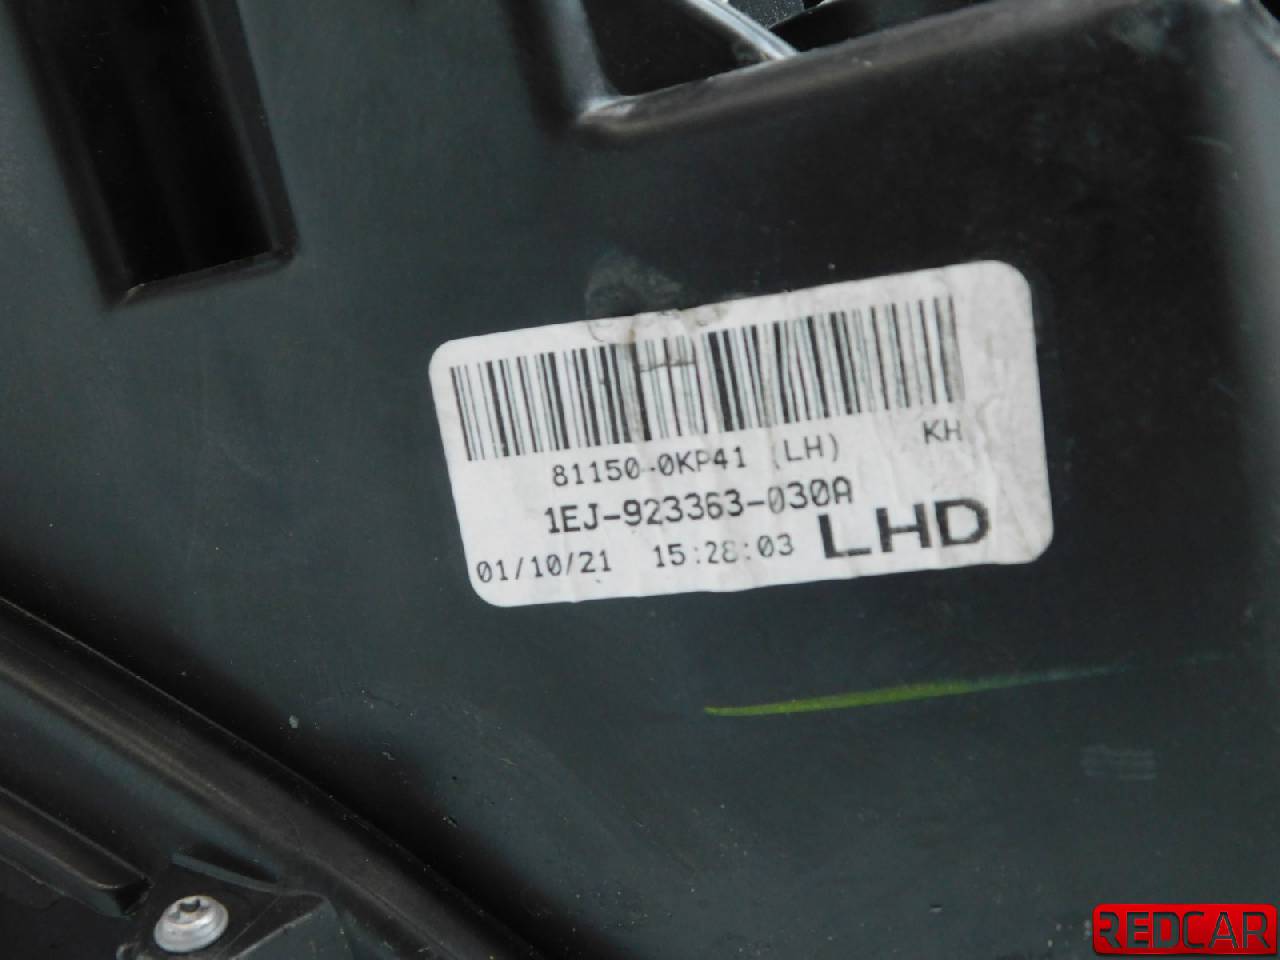 KH
81150-0KP41 (LH)
1EJ-923363-030A
LHD
01/10/21 15:28:03
REDCAR